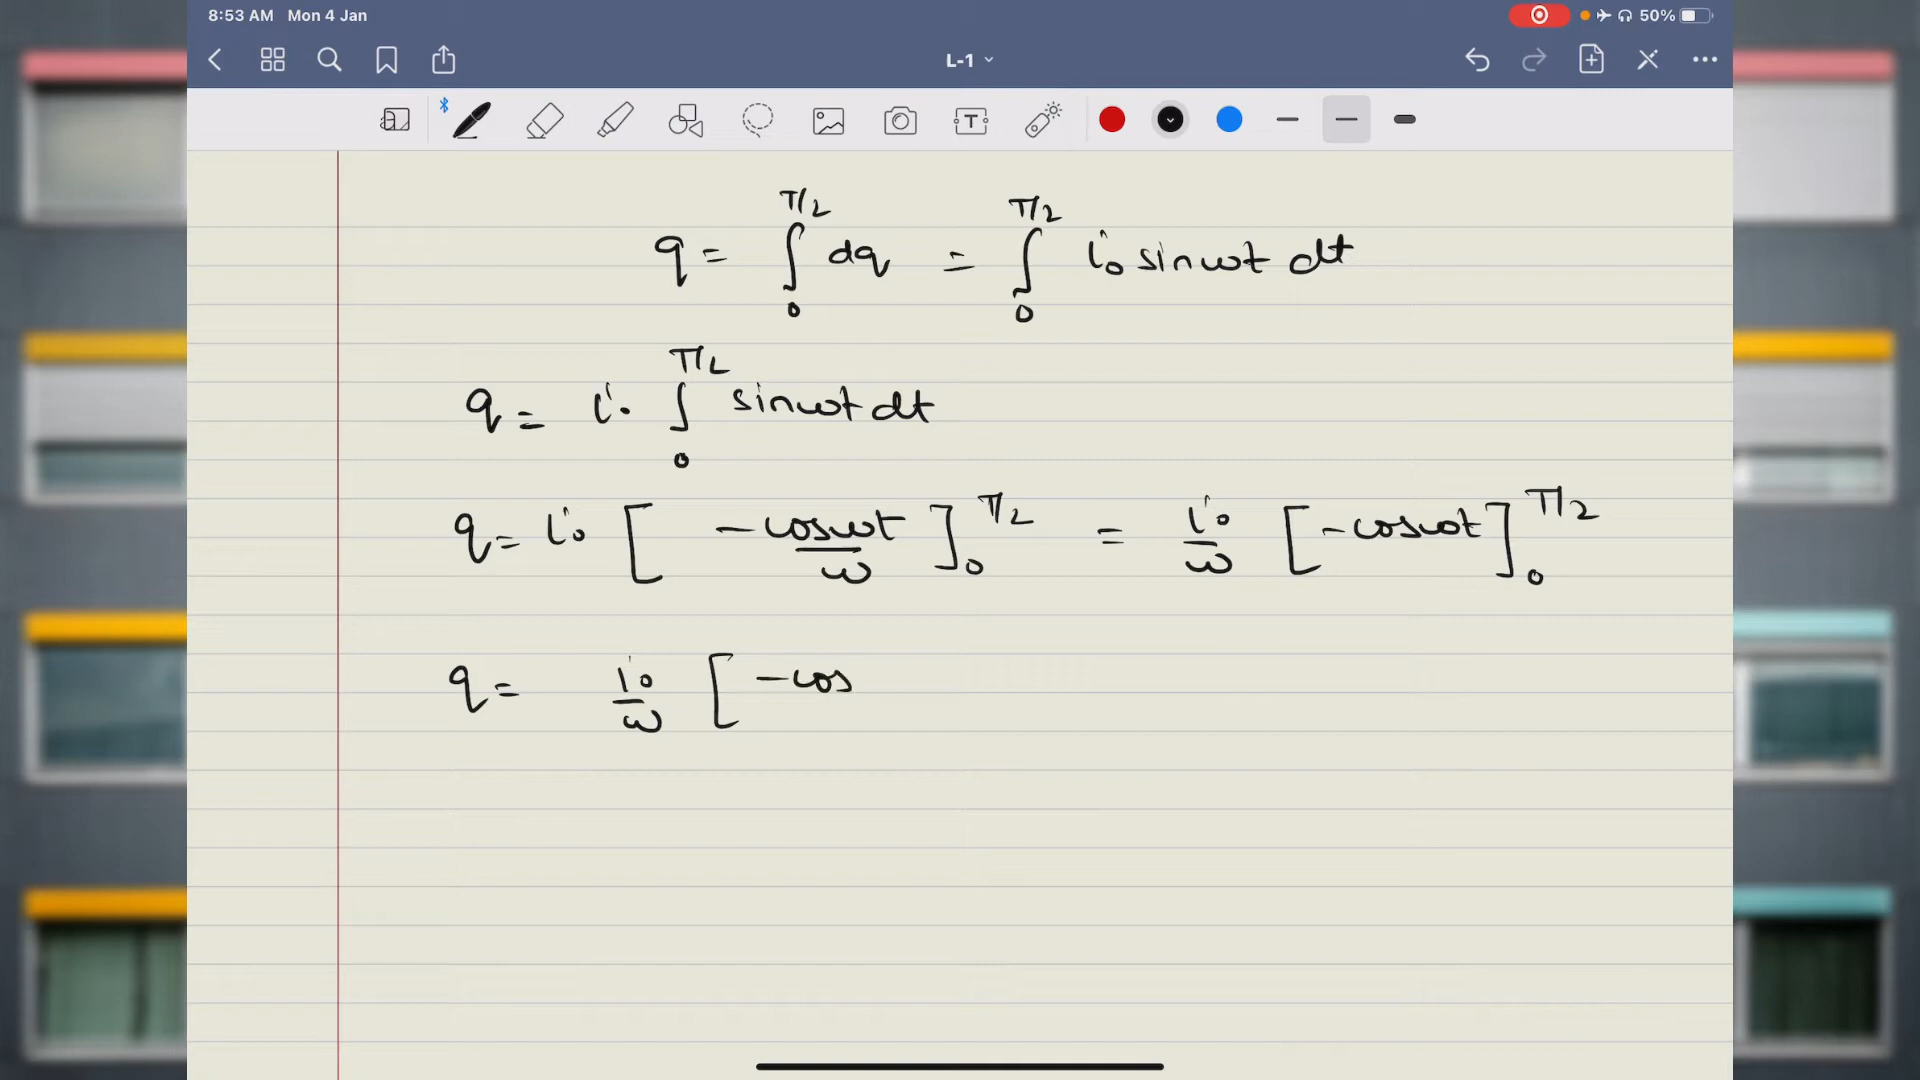 8:53 AM Mon 4 Jan 50%
L-1
T
q = ∫₀^π/2 dq = ∫₀^π/2 i₀ sinωt dt
q = i₀ ∫₀^π/2 sinωt dt
q = i₀ [ -cosωt/ω ]₀^π/2 = i₀/ω [ -cosωt ]₀^π/2
q = i₀/ω [ -cos